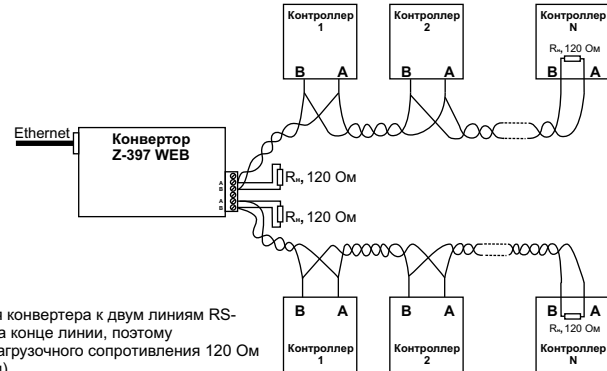 Контроллер
1
Контроллер
2
Контроллер
N
Rн, 120 Ом
B A
B A
B A
Ethernet
Конвертор
Z-397 WEB
A
B
A
B
Rн, 120 Ом
Rн, 120 Ом
B A
B A
B A
Rн, 120 Ом
Контроллер
1
Контроллер
2
Контроллер
N
я конвертера к двум линиям RS-
а конце линии, поэтому
агрузочного сопротивления 120 Ом